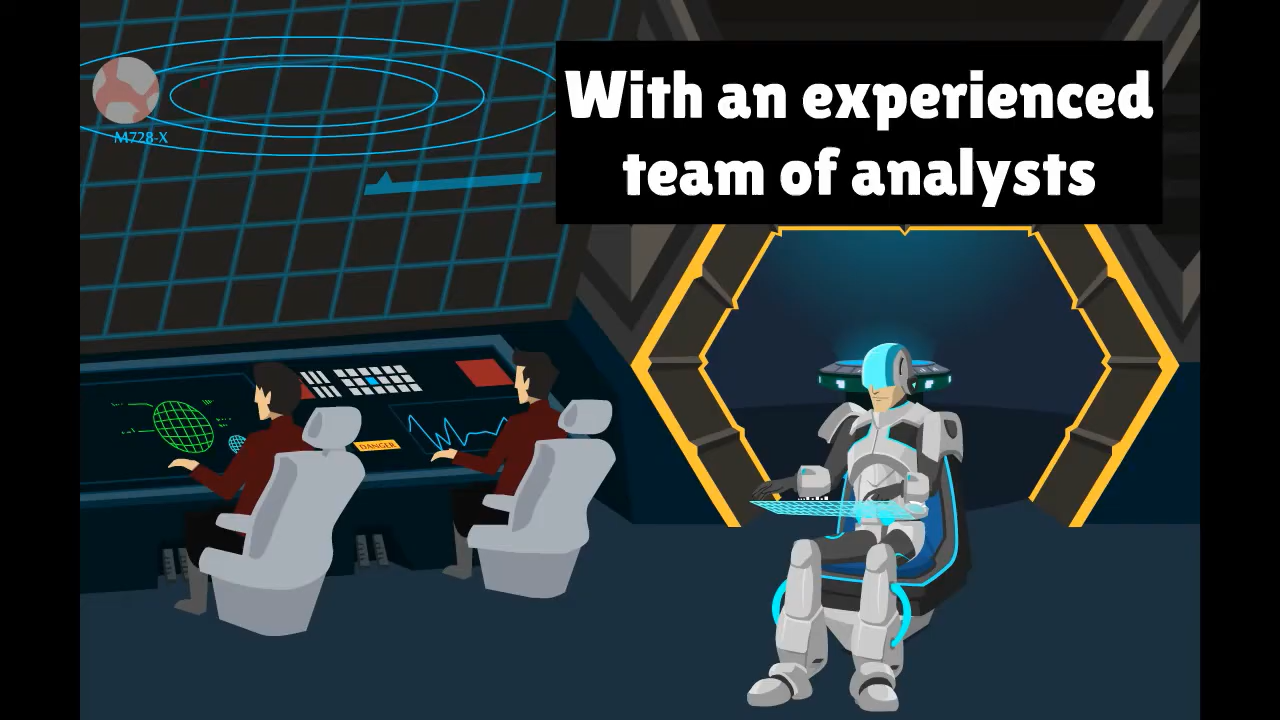 With an experienced
team of analysts
M728-X
DANGER